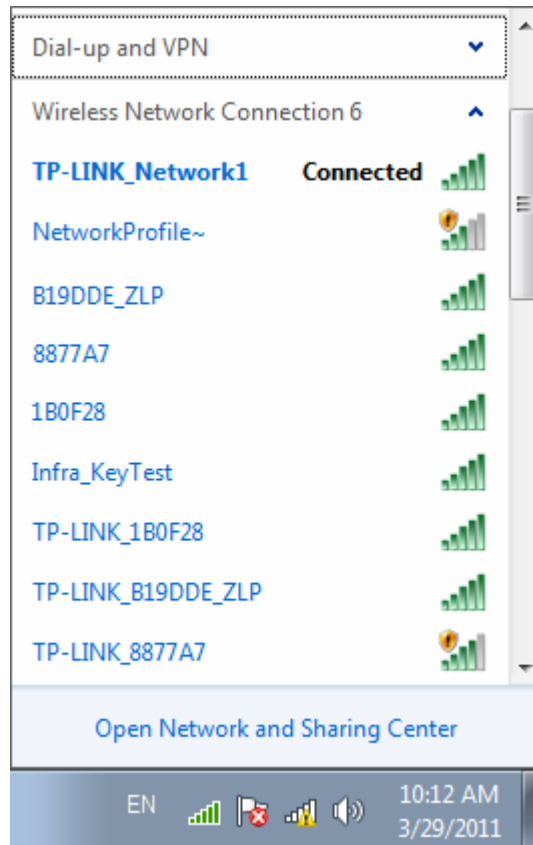 Dial-up and VPN
Wireless Network Connection 6
TP-LINK_Network1 Connected
NetworkProfile~
B19DDE_ZLP
8877A7
1B0F28
Infra_KeyTest
TP-LINK_1B0F28
TP-LINK_B19DDE_ZLP
TP-LINK_8877A7
Open Network and Sharing Center
EN 10:12 AM
3/29/2011